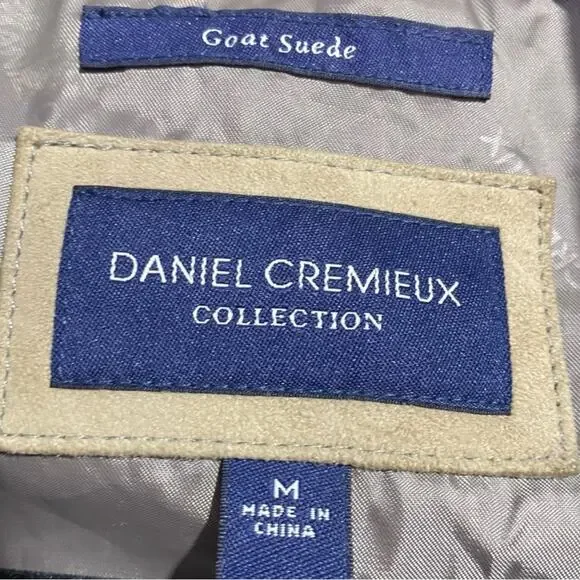 Goat Suede
DANIEL CREMIEUX
COLLECTION
M
MADE IN
CHINA